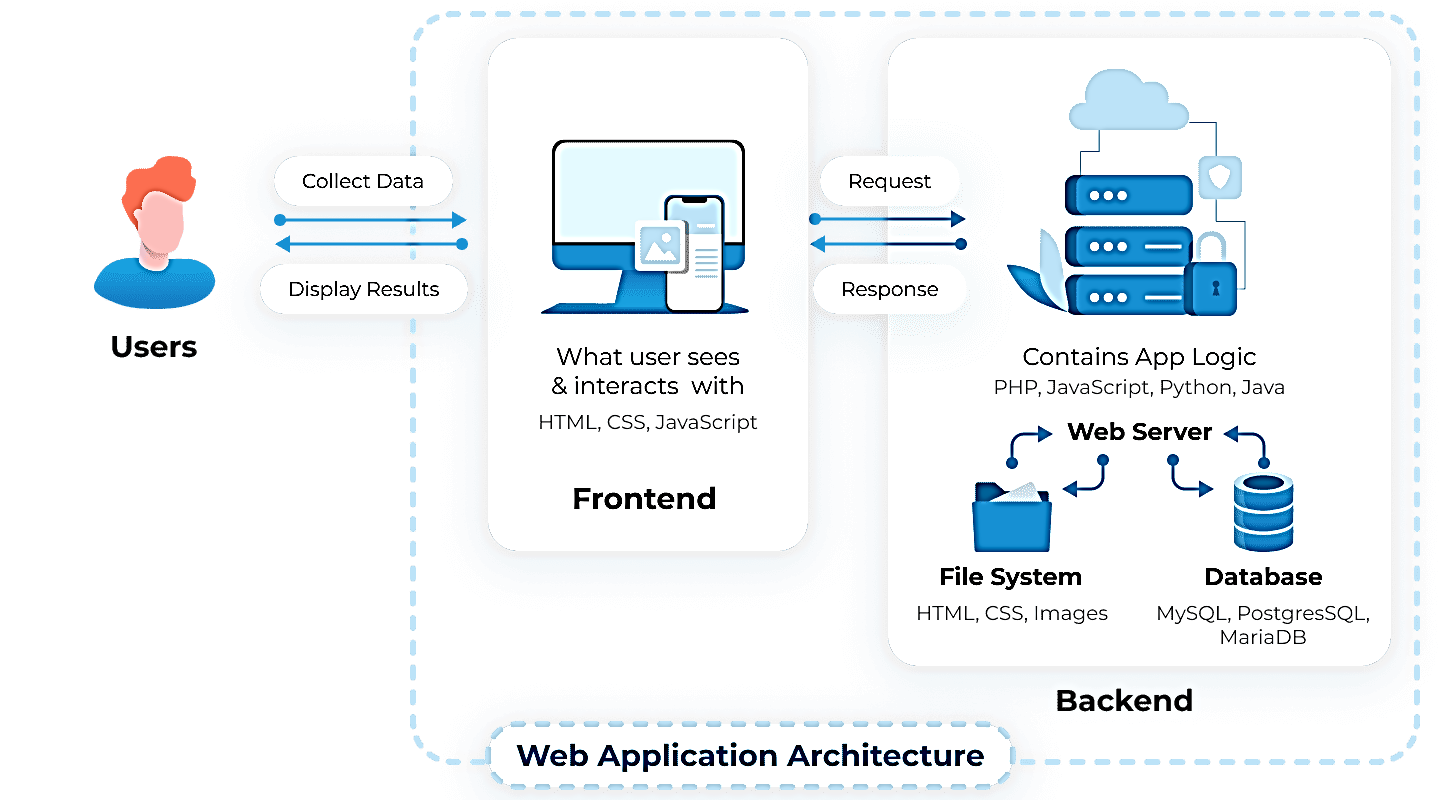 Collect Data
Display Results
Users
What user sees
& interacts with
HTML, CSS, JavaScript
Frontend
Request
Response
Contains App Logic
PHP, JavaScript, Python, Java
Web Server
File System
HTML, CSS, Images
Database
MySQL, PostgresSQL,
MariaDB
Backend
Web Application Architecture